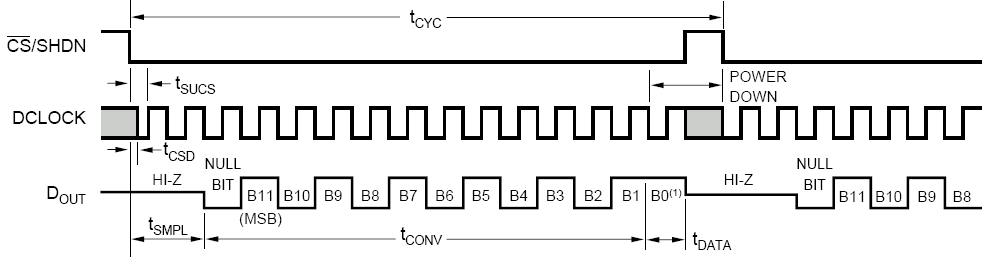 tCYC
CS/SHDN
tSUCS
POWER
DOWN
DCLOCK
tCSD
NULL
BIT
NULL
BIT
HI-Z
HI-Z
DOUT
B11 B10 B9 B8 B7 B6 B5 B4 B3 B2 B1 B0(1)
B11 B10 B9 B8
(MSB)
tSMPL
tCONV
tDATA